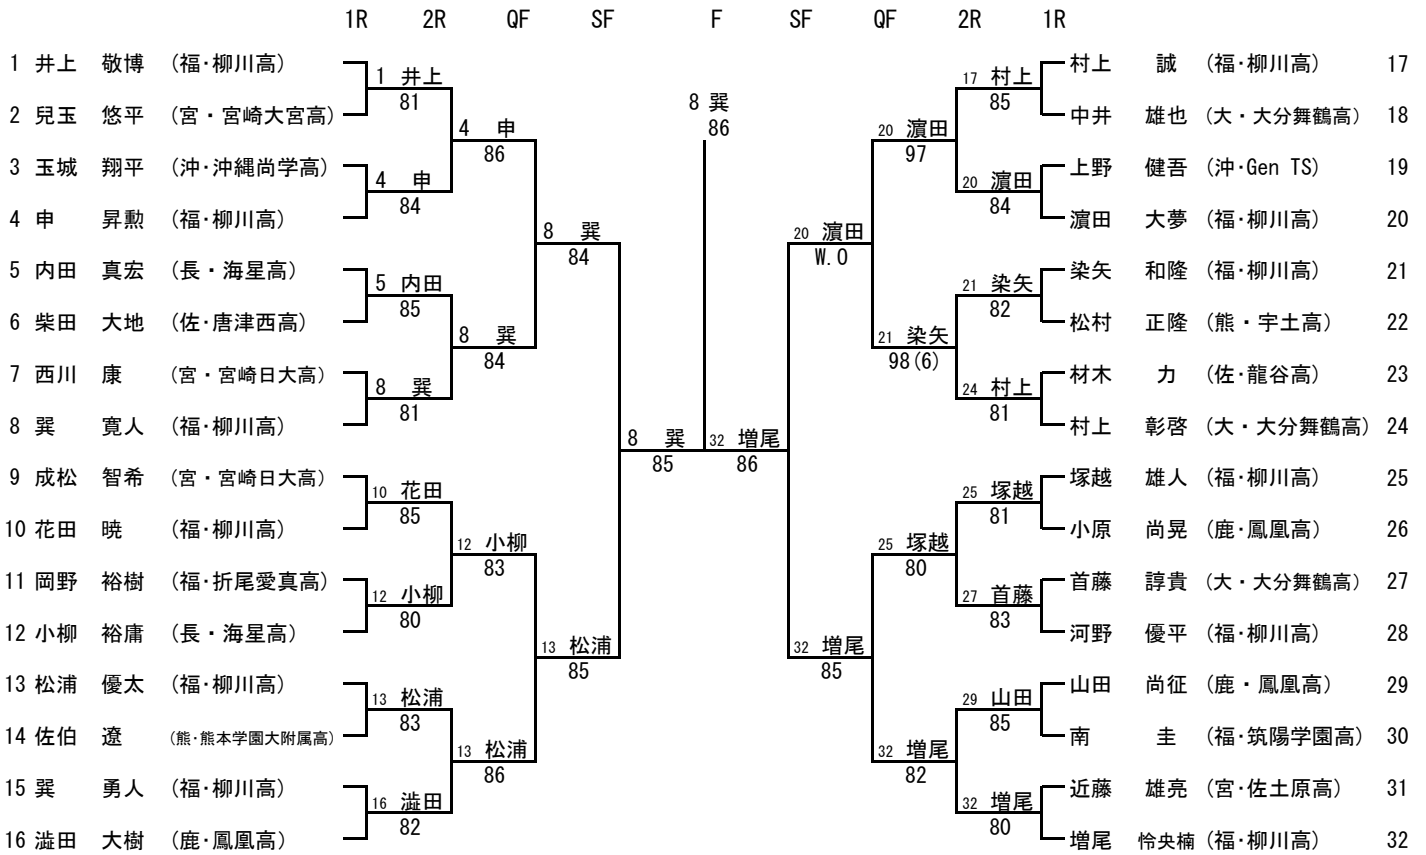 1R 2R QF SF F SF QF 2R 1R
1 井上 敬博 (福・柳川高) 村上 誠 (福・柳川高) 17
1 井上 17 村上
81 85
8 巽
2 兒玉 悠平 (宮・宮崎大宮高) 中井 雄也 (大・大分舞鶴高) 18
4 申 86 20 濵田
86 97
3 玉城 翔平 (沖・沖縄尚学高) 上野 健吾 (沖・Gen TS) 19
4 申 20 濵田
84 84
4 申 昇勲 (福・柳川高) 濵田 大夢 (福・柳川高) 20
8 巽 20 濵田
84 W.O
5 内田 真宏 (長・海星高) 染矢 和隆 (福・柳川高) 21
5 内田 21 染矢
85 82
6 柴田 大地 (佐・唐津西高) 松村 正隆 (熊・宇土高) 22
8 巽 21 染矢
84 98(6)
7 西川 康 (宮・宮崎日大高) 材木 力 (佐・龍谷高) 23
8 巽 24 村上
81 81
8 巽 寛人 (福・柳川高) 村上 彰啓 (大・大分舞鶴高) 24
8 巽 32 増尾
85 86
9 成松 智希 (宮・宮崎日大高) 塚越 雄人 (福・柳川高) 25
10 花田 25 塚越
85 81
10 花田 暁 (福・柳川高) 小原 尚晃 (鹿・鳳凰高) 26
12 小柳 25 塚越
83 80
11 岡野 裕樹 (福・折尾愛真高) 首藤 諄貴 (大・大分舞鶴高) 27
12 小柳 27 首藤
80 83
12 小柳 裕庸 (長・海星高) 河野 優平 (福・柳川高) 28
13 松浦 32 増尾
85 85
13 松浦 優太 (福・柳川高) 山田 尚征 (鹿・鳳凰高) 29
13 松浦 29 山田
83 85
14 佐伯 遼 (熊・熊本学園大附属高) 南 圭 (福・筑陽学園高) 30
13 松浦 32 増尾
86 82
15 巽 勇人 (福・柳川高) 近藤 雄亮 (宮・佐土原高) 31
16 澁田 32 増尾
82 80
16 澁田 大樹 (鹿・鳳凰高) 増尾 怜央楠 (福・柳川高) 32